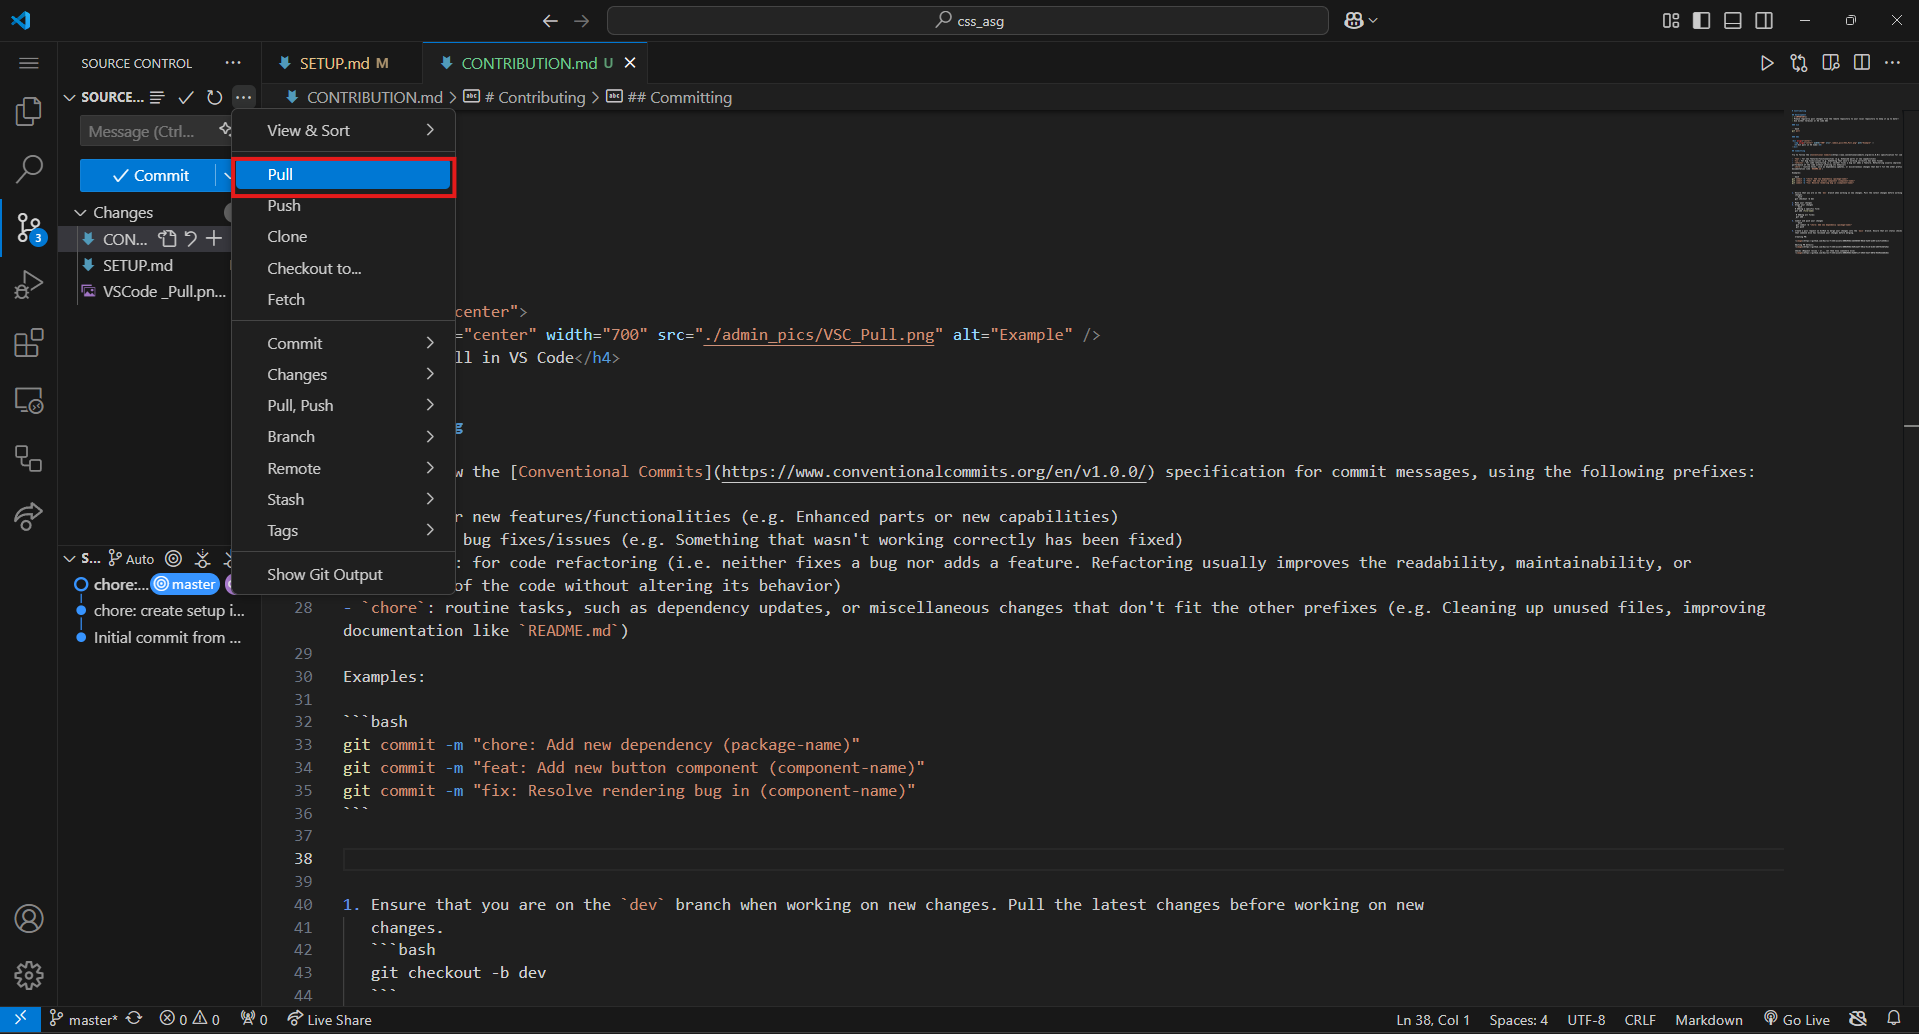 css_asg
SOURCE CONTROL
SETUP.md M
CONTRIBUTION.md U
SOURCE...
CONTRIBUTION.md > # Contributing > ## Committing
Message (Ctrl...
Commit
Changes
CON...
SETUP.md
VSCode _Pull.pn...
View & Sort
Pull
Push
Clone
Checkout to...
Fetch
Commit
Changes
Pull, Push
Branch
Remote
Stash
Tags
Show Git Output
S... Auto
chore:... master
chore: create setup i...
Initial commit from ...
center">
="center" width="700" src="./admin_pics/VSC_Pull.png" alt="Example" />
ll in VS Code</h4>
g
w the [Conventional Commits](https://www.conventionalcommits.org/en/v1.0.0/) specification for commit messages, using the following prefixes:
r new features/functionalities (e.g. Enhanced parts or new capabilities)
bug fixes/issues (e.g. Something that wasn't working correctly has been fixed)
: for code refactoring (i.e. neither fixes a bug nor adds a feature. Refactoring usually improves the readability, maintainability, or
of the code without altering its behavior)
28 - `chore`: routine tasks, such as dependency updates, or miscellaneous changes that don't fit the other prefixes (e.g. Cleaning up unused files, improving
documentation like `README.md`)
29
30 Examples:
31
32 ```bash
33 git commit -m "chore: Add new dependency (package-name)"
34 git commit -m "feat: Add new button component (component-name)"
35 git commit -m "fix: Resolve rendering bug in (component-name)"
36 ```
37
38
39
40 1. Ensure that you are on the `dev` branch when working on new changes. Pull the latest changes before working on new
41 changes.
42 ```bash
43 git checkout -b dev
44 ```
3
master* 0 0 0 Live Share
Ln 38, Col 1 Spaces: 4 UTF-8 CRLF Markdown Go Live